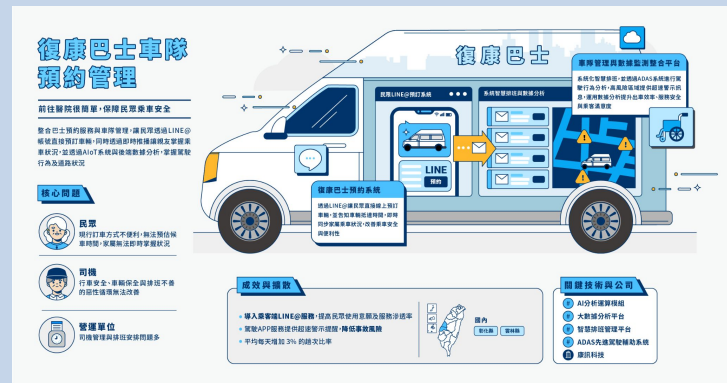 復康巴士車隊
預約管理
前往醫院很簡單,保障民眾乘車安全
整合巴士預約服務與車隊管理,讓民眾透過LINE@
帳號直接預訂車輛,同時透過即時推播讓親友掌握乘
車狀況,並透過AIoT系統與後端數據分析,掌握駕駛
行為及道路狀況
核心問題
民眾
現行訂車方式不便利,無法預估候
車時間,家屬無法即時掌握狀況
司機
行車安全、車輛保全與排班不善
的惡性循環無法改善
營運單位
司機管理與排班安排問題多
復康巴士
民眾LINE@預訂系統
LINE
預約
系統智慧排班與數據分析
車隊管理與數據監測整合平台
系統化智慧排班,並透過ADAS系統進行駕
駛行為分析,高風險區域提供超速警示訊
息,運用數據分析提升出車效率、服務安全
與乘客滿意度
復康巴士預約系統
透過LINE@讓民眾直接線上預訂
車輛,並告知車輛抵達時間,即時
同步家屬乘車狀況,改善乘車安全
與便利性
成效與擴散
導入乘客端LINE@服務,提高民眾使用意願及服務滲透率
駕駛APP服務提供超速警示提醒,降低事故風險
平均每天增加 3% 的趟次比率
國內
彰化縣
雲林縣
關鍵技術與公司
AI分析運算模組
大數據分析平台
智慧排班管理平台
ADAS先進駕駛輔助系統
康訊科技